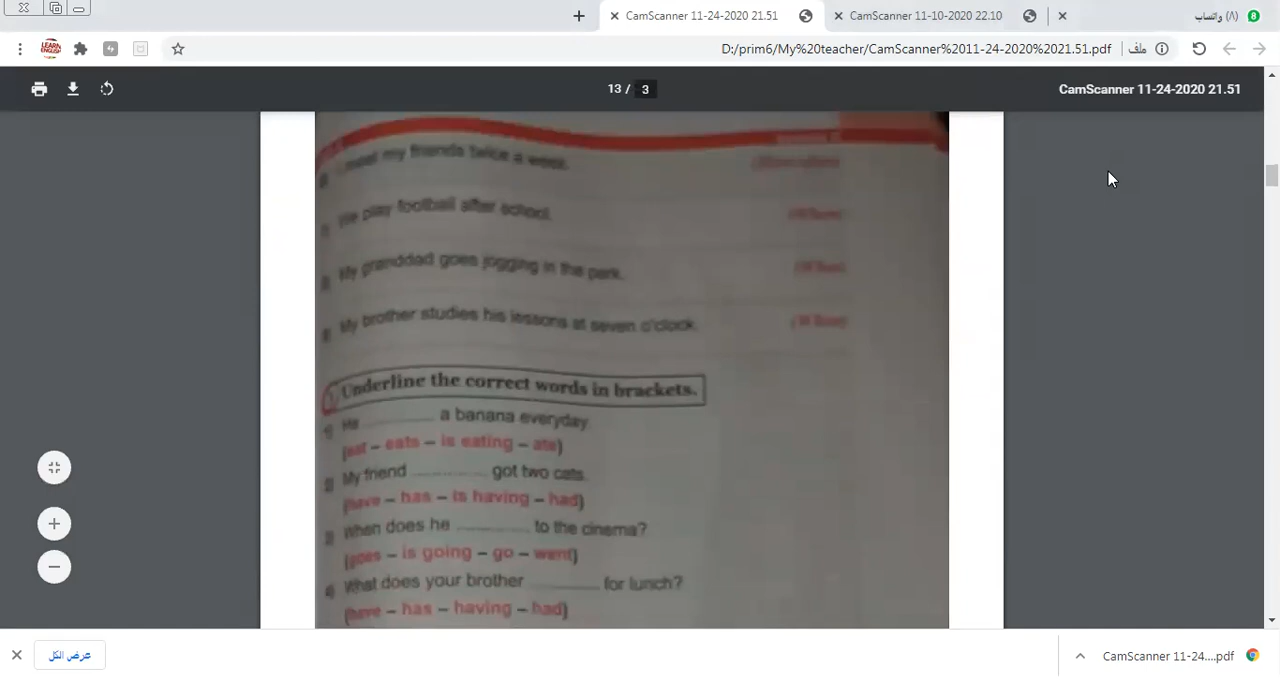 CamScanner 11-24-2020 21.51
CamScanner 11-10-2020 22.10
(٨) واتساب
8
LEARN ENGLISH
D:/prim6/My%20teacher/CamScanner%2011-24-2020%2021.51.pdf
ملف
13 / 3
CamScanner 11-24-2020 21.51
meet my friends twice a week.
We play football after school.
(Where)
My granddad goes jogging in the park.
My brother studies his lessons at seven o'clock.
Underline the correct words in brackets.
He ............ a banana everyday.
(eat – eats – is eating – ate)
My friend ............ got two cats.
(have – has – is having – had)
When does he ............ to the cinema?
(goes – is going – go – went)
What does your brother ............ for lunch?
(have – has – having – had)
عرض الكل
CamScanner 11-24....pdf